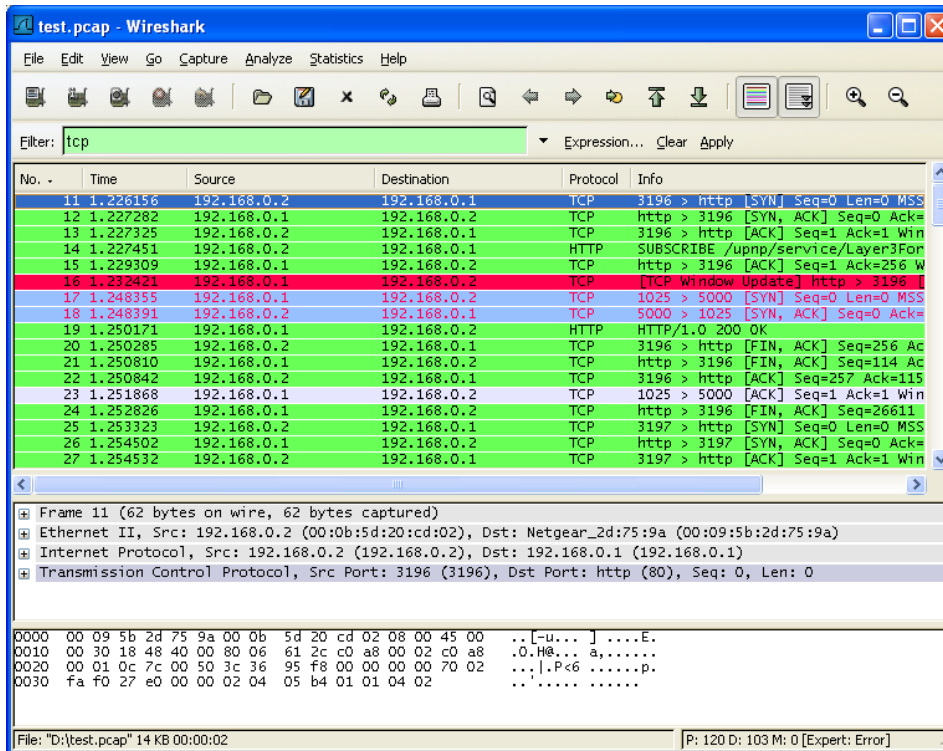 test.pcap - Wireshark
File Edit View Go Capture Analyze Statistics Help
Filter: tcp Expression... Clear Apply
No. Time Source Destination Protocol Info
11 1.226156 192.168.0.2 192.168.0.1 TCP 3196 > http [SYN] Seq=0 Len=0 MSS
12 1.227282 192.168.0.1 192.168.0.2 TCP http > 3196 [SYN, ACK] Seq=0 Ack=
13 1.227325 192.168.0.2 192.168.0.1 TCP 3196 > http [ACK] Seq=1 Ack=1 Win
14 1.227451 192.168.0.2 192.168.0.1 HTTP SUBSCRIBE /upnp/service/Layer3For
15 1.229309 192.168.0.1 192.168.0.2 TCP http > 3196 [ACK] Seq=1 Ack=256 W
16 1.232421 192.168.0.1 192.168.0.2 TCP [TCP Window Update] http > 3196 [
17 1.248355 192.168.0.1 192.168.0.2 TCP 1025 > 5000 [SYN] Seq=0 Len=0 MSS
18 1.248391 192.168.0.2 192.168.0.1 TCP 5000 > 1025 [SYN, ACK] Seq=0 Ack=
19 1.250171 192.168.0.1 192.168.0.2 HTTP HTTP/1.0 200 OK
20 1.250285 192.168.0.2 192.168.0.1 TCP 3196 > http [FIN, ACK] Seq=256 Ac
21 1.250810 192.168.0.1 192.168.0.2 TCP http > 3196 [FIN, ACK] Seq=114 Ac
22 1.250842 192.168.0.2 192.168.0.1 TCP 3196 > http [ACK] Seq=257 Ack=115
23 1.251868 192.168.0.1 192.168.0.2 TCP 1025 > 5000 [ACK] Seq=1 Ack=1 Win
24 1.252826 192.168.0.1 192.168.0.2 TCP http > 3196 [FIN, ACK] Seq=26611
25 1.253323 192.168.0.2 192.168.0.1 TCP 3197 > http [SYN] Seq=0 Len=0 MSS
26 1.254502 192.168.0.1 192.168.0.2 TCP http > 3197 [SYN, ACK] Seq=0 Ack=
27 1.254532 192.168.0.2 192.168.0.1 TCP 3197 > http [ACK] Seq=1 Ack=1 Win
Frame 11 (62 bytes on wire, 62 bytes captured)
Ethernet II, Src: 192.168.0.2 (00:0b:5d:20:cd:02), Dst: Netgear_2d:75:9a (00:09:5b:2d:75:9a)
Internet Protocol, Src: 192.168.0.2 (192.168.0.2), Dst: 192.168.0.1 (192.168.0.1)
Transmission Control Protocol, Src Port: 3196 (3196), Dst Port: http (80), Seq: 0, Len: 0
0000 00 09 5b 2d 75 9a 00 0b 5d 20 cd 02 08 00 45 00 ..[-u... ] ....E.
0010 00 30 18 48 40 00 80 06 61 2c c0 a8 00 02 c0 a8 .0.H@... a,......
0020 00 01 0c 7c 00 50 3c 36 95 f8 00 00 00 00 70 02 ...|.P<6 ......p.
0030 fa f0 27 e0 00 00 02 04 05 b4 01 01 04 02 ..'..... ......
File: "D:\test.pcap" 14 KB 00:00:02 P: 120 D: 103 M: 0 [Expert: Error]